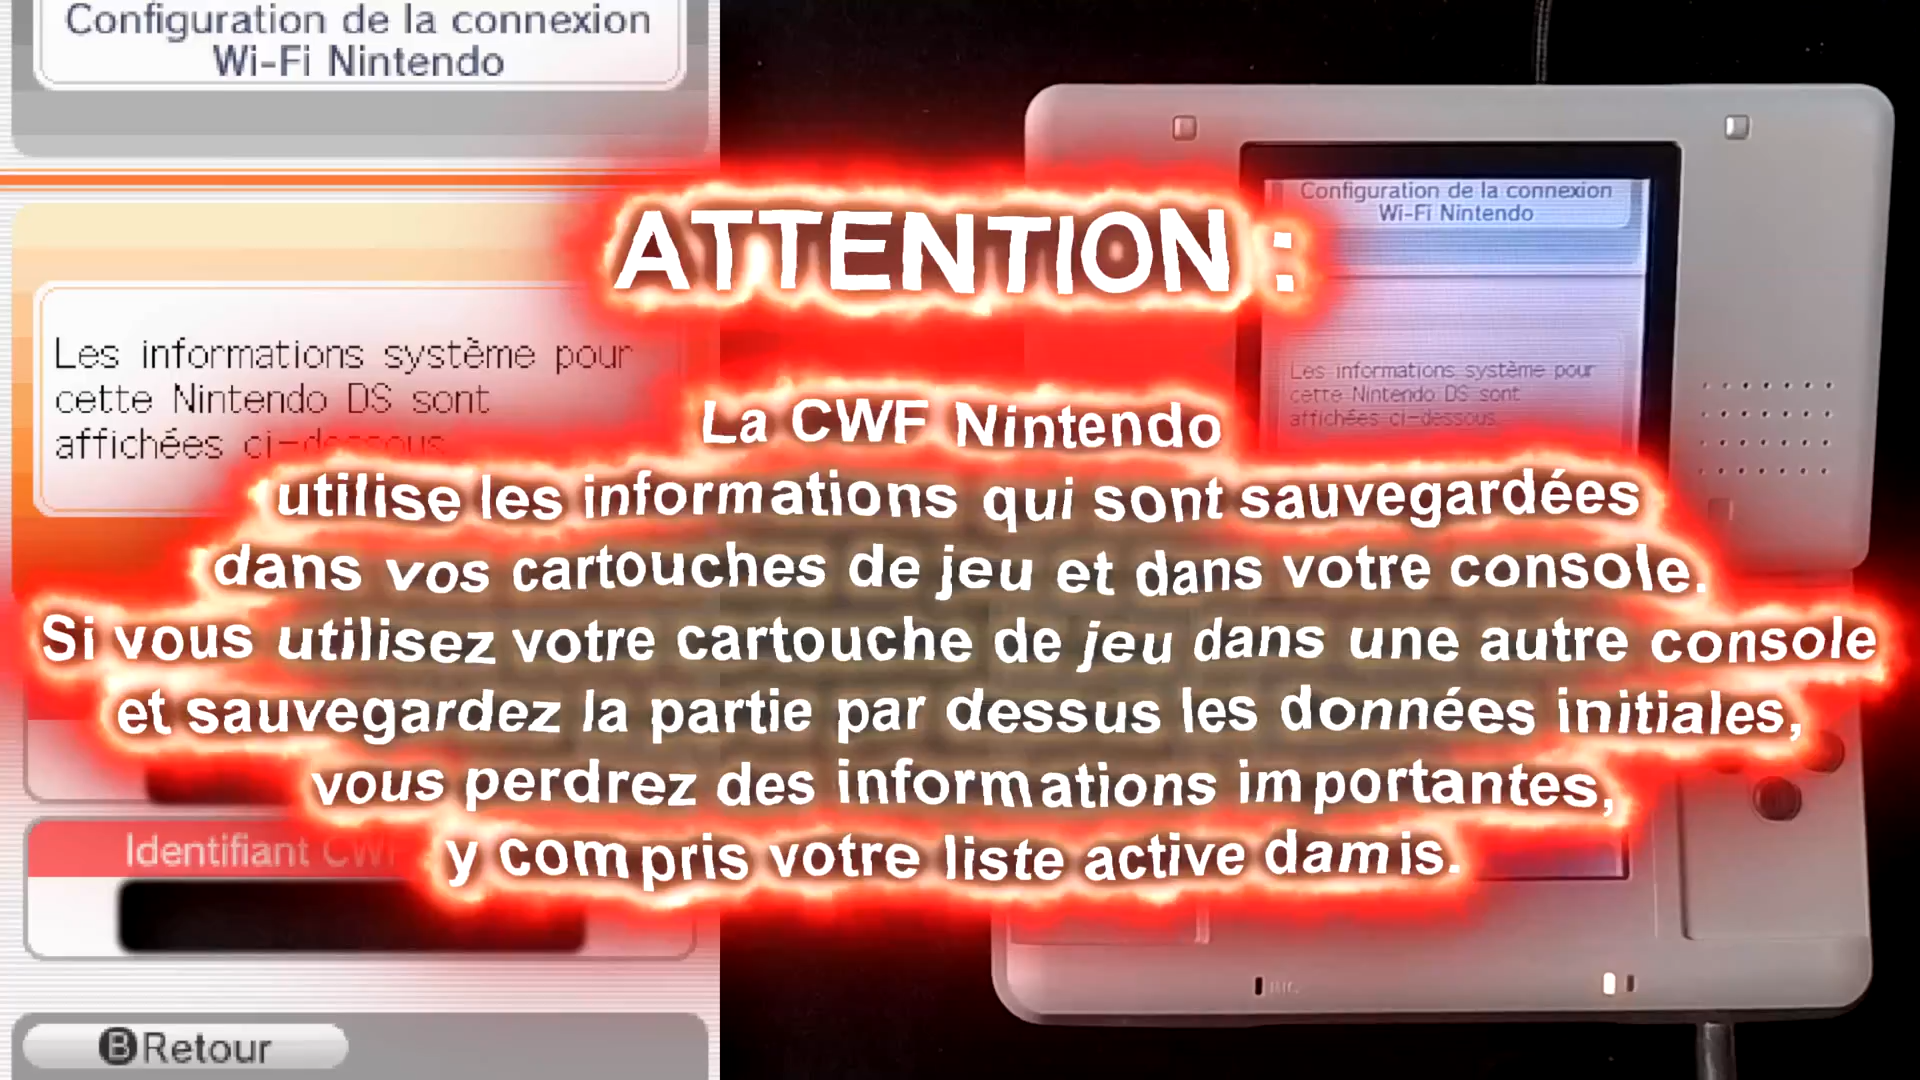 Configuration de la connexion
Wi-Fi Nintendo
Configuration de la connexion
Wi-Fi Nintendo
ATTENTION :
Les informations système pour
cette Nintendo DS sont
affichées ci-dessous.
Les informations système pour
cette Nintendo DS sont
affichées ci-dessous.
La CWF Nintendo
utilise les informations qui sont sauvegardées
dans vos cartouches de jeu et dans votre console.
Si vous utilisez votre cartouche de jeu dans une autre console
et sauvegardez la partie par dessus les données initiales,
vous perdrez des informations importantes,
y compris votre liste active damis.
Identifiant CWF
B Retour
MIC.